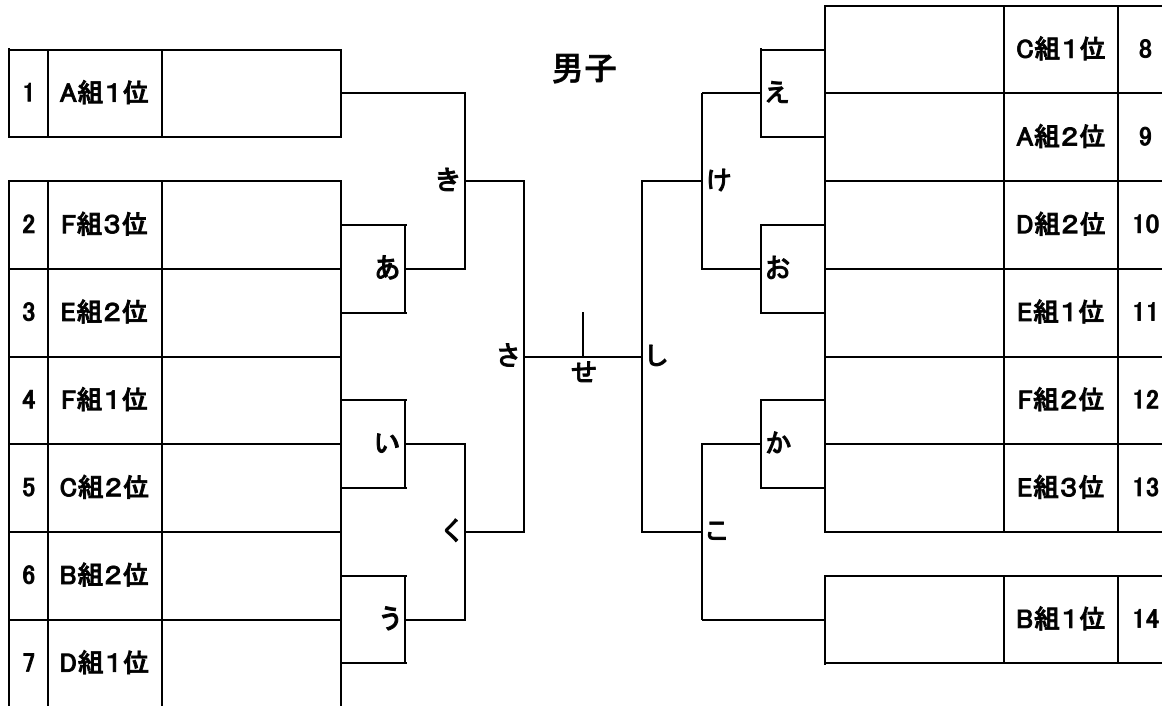 男子
1 A組1位
2 F組3位
3 E組2位
4 F組1位
5 C組2位
6 B組2位
7 D組1位
き
あ
い
く
う
さ
せ
し
え
け
お
か
こ
C組1位 8
A組2位 9
D組2位 10
E組1位 11
F組2位 12
E組3位 13
B組1位 14